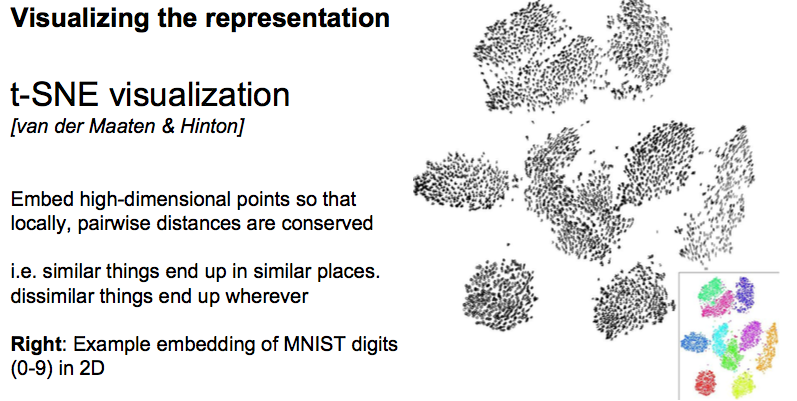 Visualizing the representation
t-SNE visualization
[van der Maaten & Hinton]
Embed high-dimensional points so that
locally, pairwise distances are conserved
i.e. similar things end up in similar places.
dissimilar things end up wherever
Right: Example embedding of MNIST digits
(0-9) in 2D